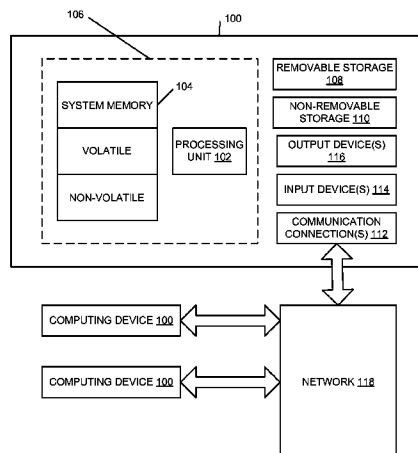 106
100
104
SYSTEM MEMORY
VOLATILE
NON-VOLATILE
PROCESSING
UNIT 102
REMOVABLE STORAGE
108
NON-REMOVABLE
STORAGE 110
OUTPUT DEVICE(S)
116
INPUT DEVICE(S) 114
COMMUNICATION
CONNECTION(S) 112
COMPUTING DEVICE 100
COMPUTING DEVICE 100
NETWORK 118